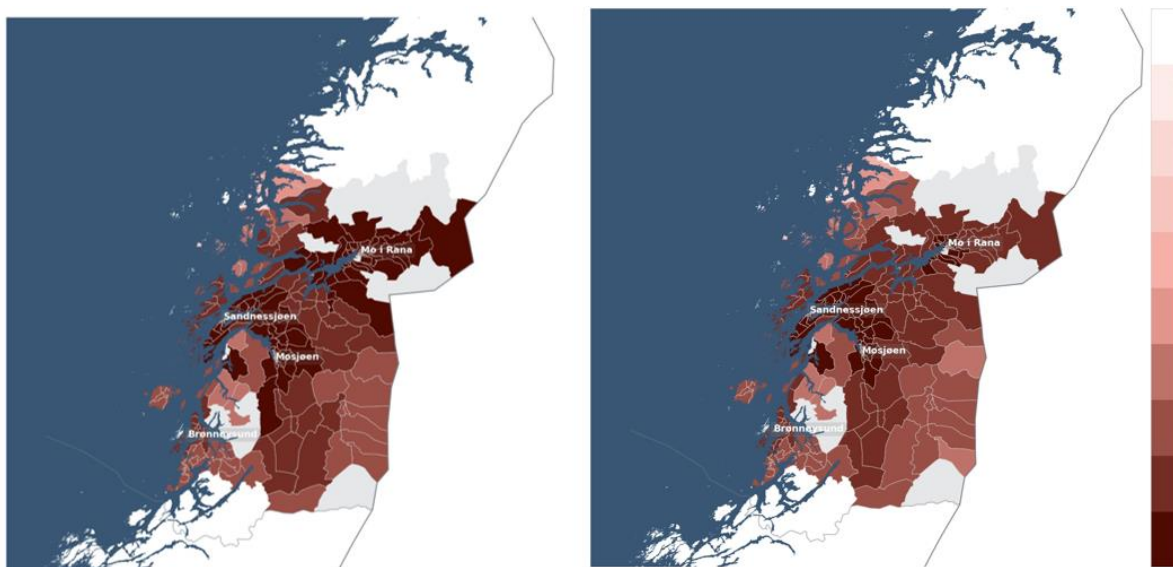 Mo i Rana
Sandnessjøen
Mosjøen
Brønnøysund
Mo i Rana
Sandnessjøen
Mosjøen
Brønnøysund